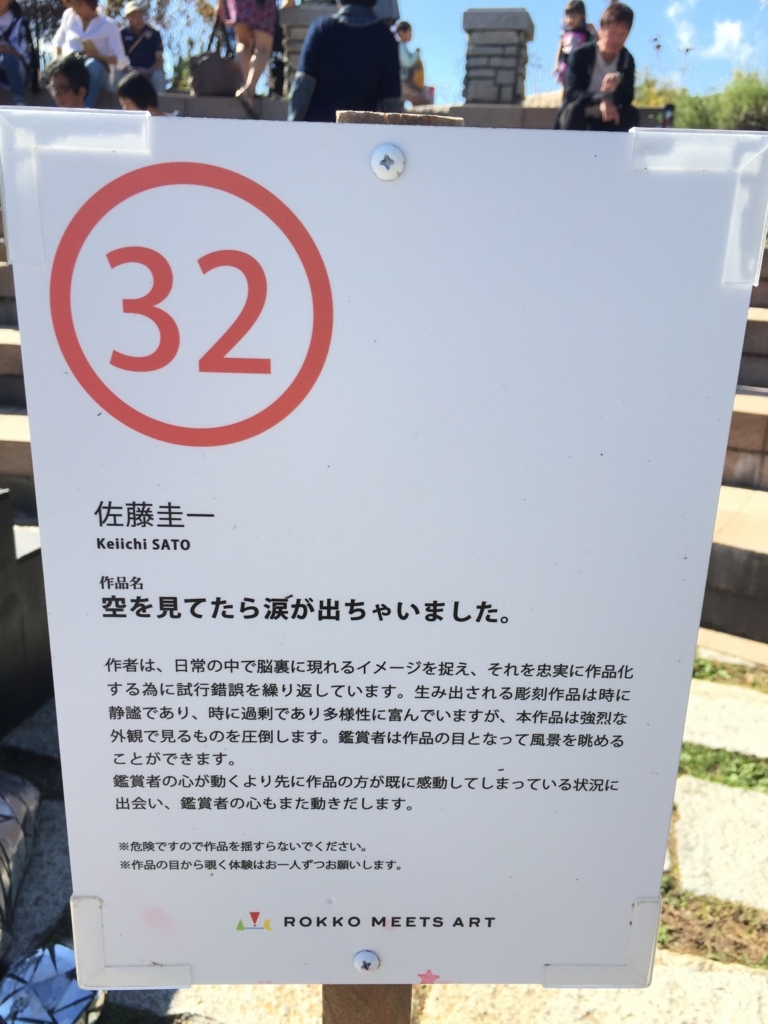 32
佐藤圭一
Keiichi SATO
作品名
空を見てたら涙が出ちゃいました。
作者は、日常の中で脳裏に現れるイメージを捉え、それを忠実に作品化
する為に試行錯誤を繰り返しています。生み出される彫刻作品は時に
静謐であり、時に過剰であり多様性に富んでいますが、本作品は強烈な
外観で見るものを圧倒します。鑑賞者は作品の目となって風景を眺める
ことができます。
鑑賞者の心が動くより先に作品の方が既に感動してしまっている状況に
出会い、鑑賞者の心もまた動きだします。
※危険ですので作品を揺すらないでください。
※作品の目から覗く体験はお一人ずつお願いします。
ROKKO MEETS ART